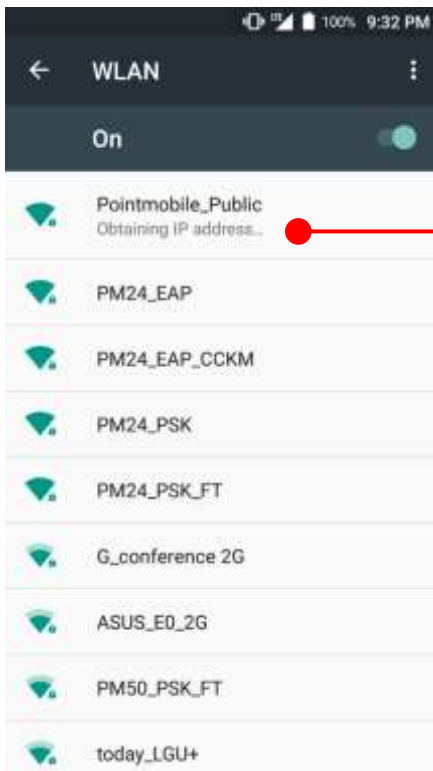 100% 9:32 PM
WLAN
On
Pointmobile_Public
Obtaining IP address...
PM24_EAP
PM24_EAP_CCKM
PM24_PSK
PM24_PSK_FT
G_conference 2G
ASUS_E0_2G
PM50_PSK_FT
today_LGU+